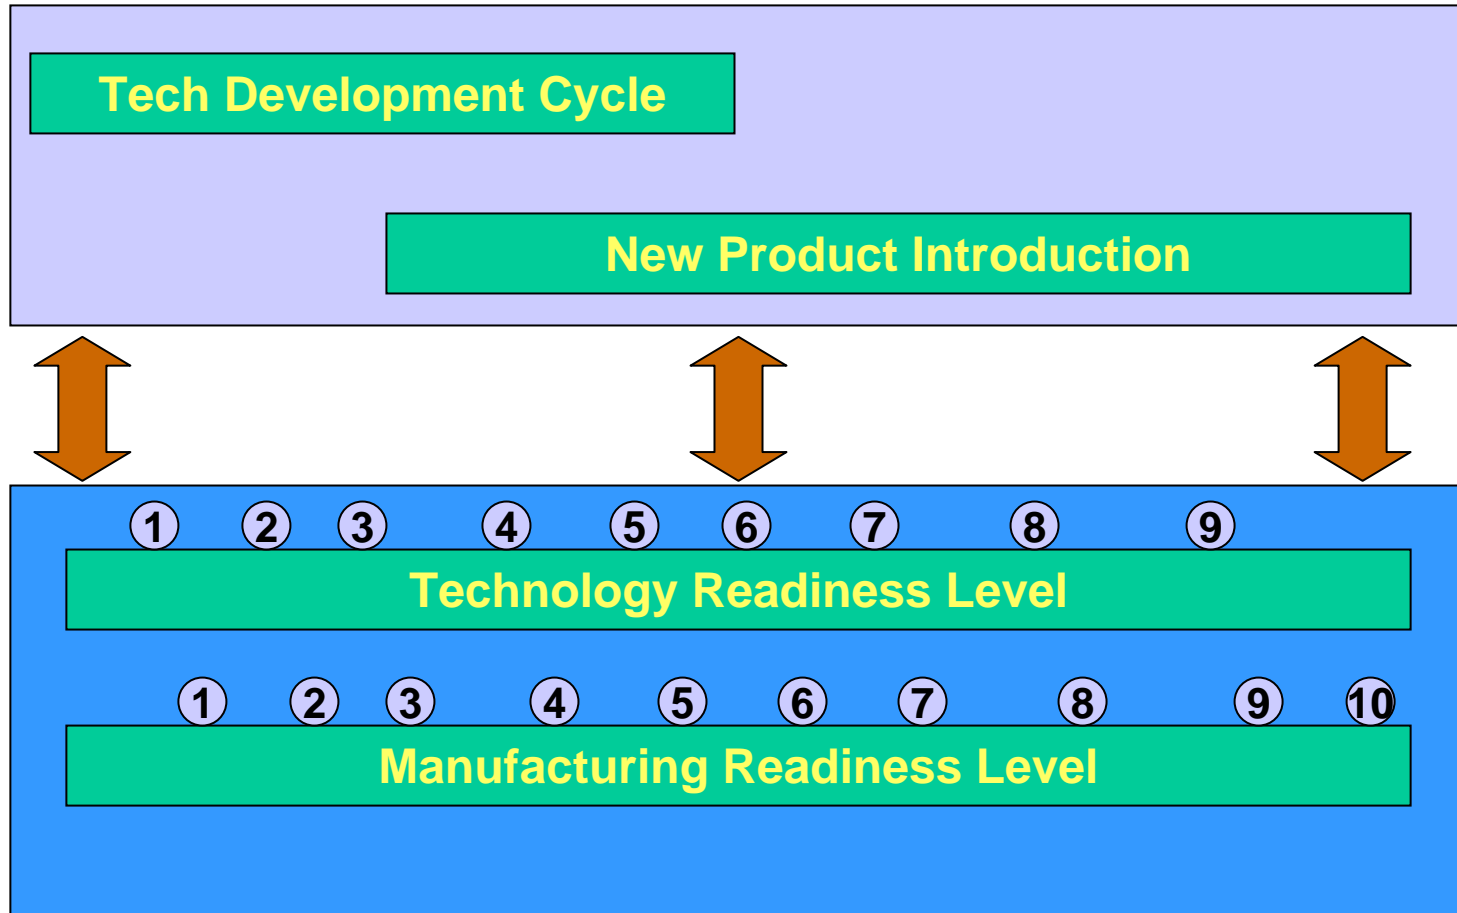 Tech Development Cycle
New Product Introduction
1 2 3 4 5 6 7 8 9
Technology Readiness Level
1 2 3 4 5 6 7 8 9 10
Manufacturing Readiness Level